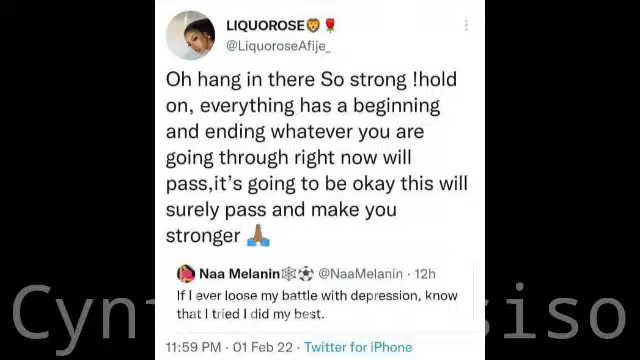 LIQUOROSE🦁🌹
@LiquoroseAfije_
Oh hang in there So strong !hold
on, everything has a beginning
and ending whatever you are
going through right now will
pass,it's going to be okay this will
surely pass and make you
stronger 🙏🏾
Naa Melanin🕸⚽ @NaaMelanin · 12h
If I ever loose my battle with depression, know
that I tried I did my best.
11:59 PM · 01 Feb 22 · Twitter for iPhone